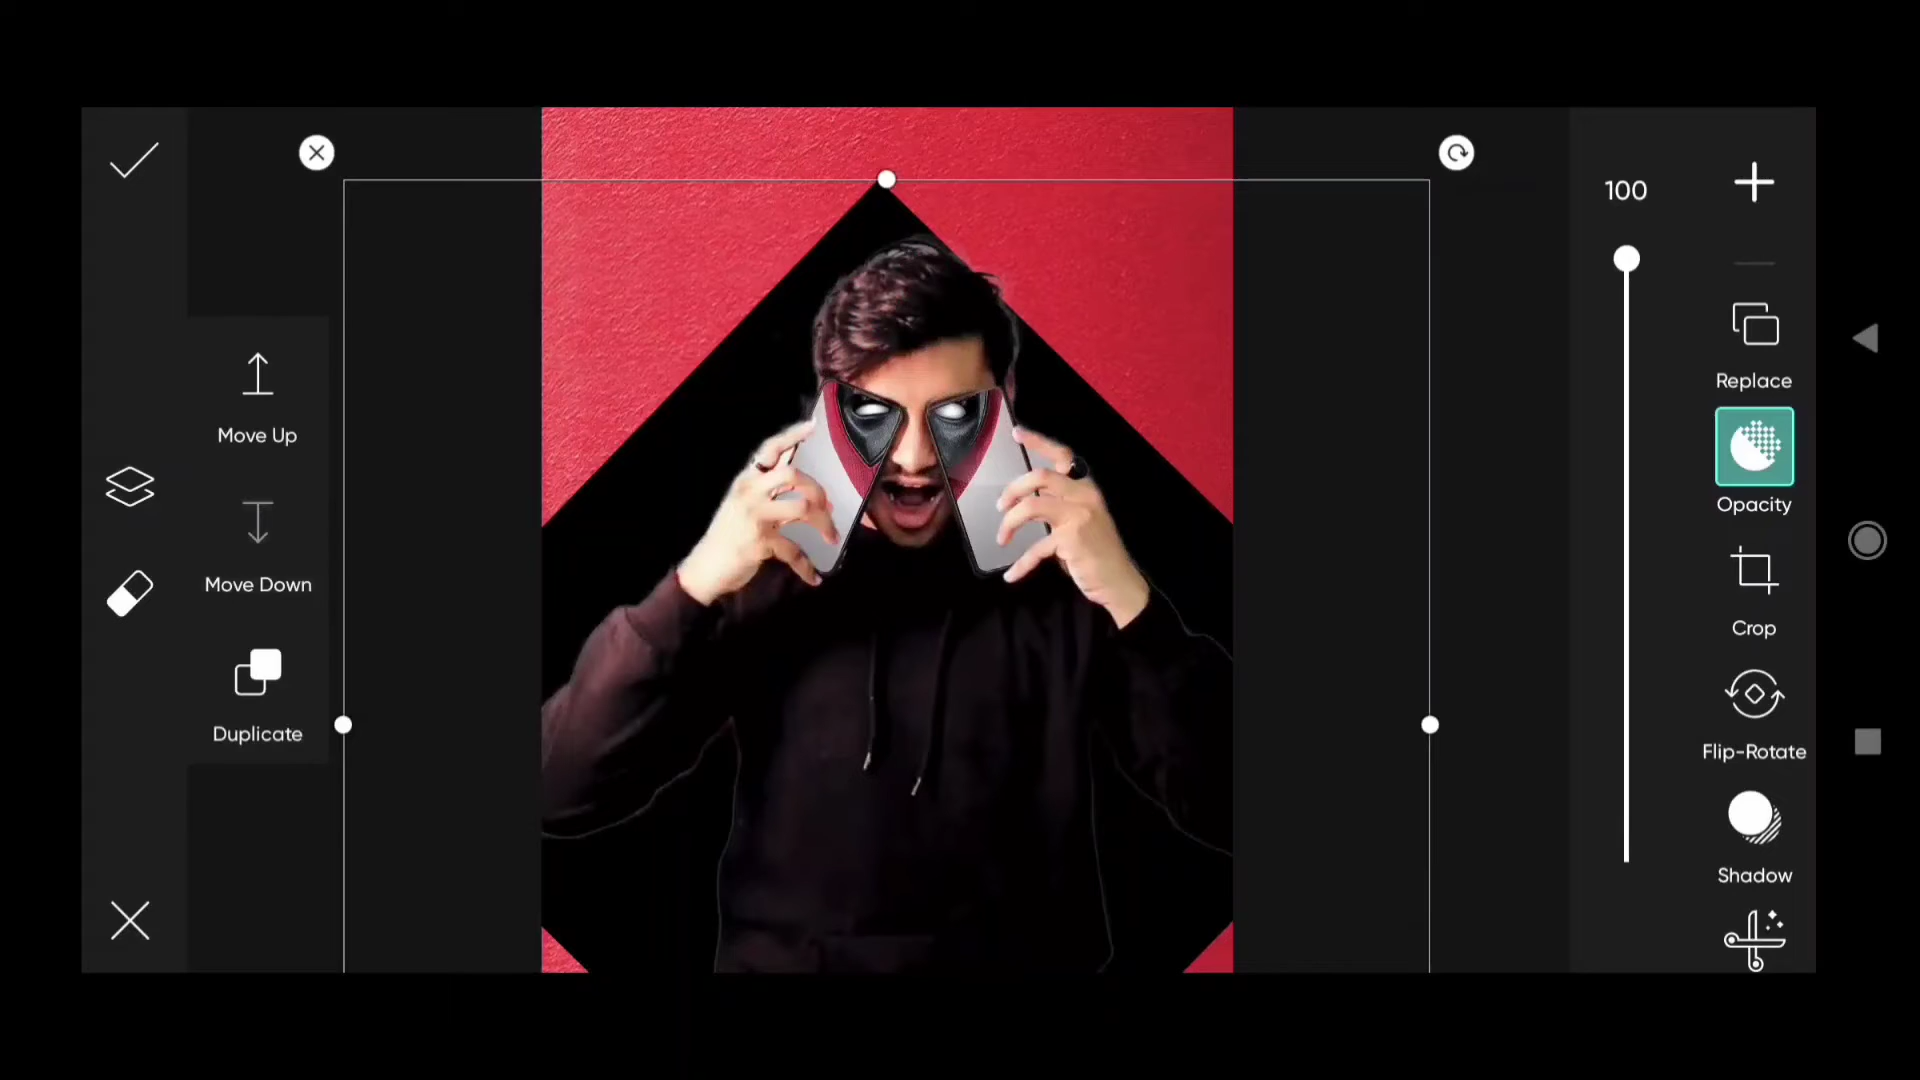 100
Move Up
Move Down
Duplicate
Replace
Opacity
Crop
Flip-Rotate
Shadow